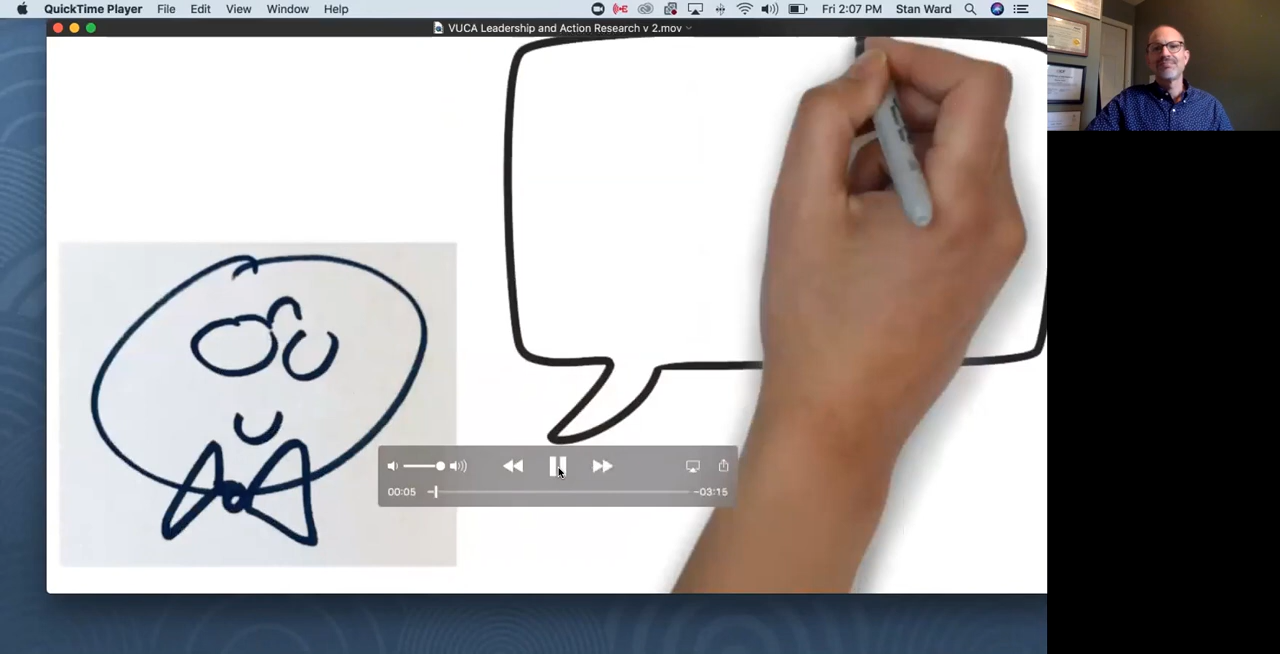 QuickTime Player File Edit View Window Help Fri 2:07 PM Stan Ward
VUCA Leadership and Action Research v 2.mov
00:05 -03:15